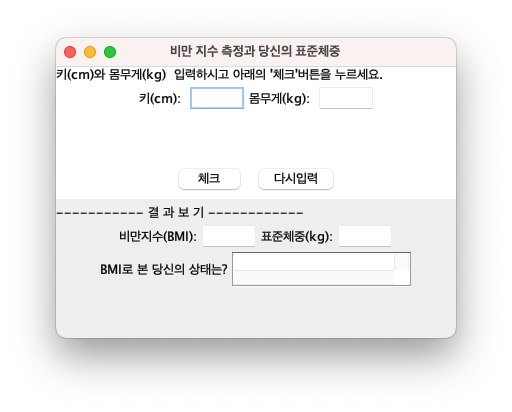 비만 지수 측정과 당신의 표준체중
키(cm)와 몸무게(kg)  입력하시고 아래의 '체크'버튼을 누르세요.
키(cm): 몸무게(kg):
체크 다시입력
----------- 결 과 보 기 ------------
비만지수(BMI): 표준체중(kg):
BMI로 본 당신의 상태는?